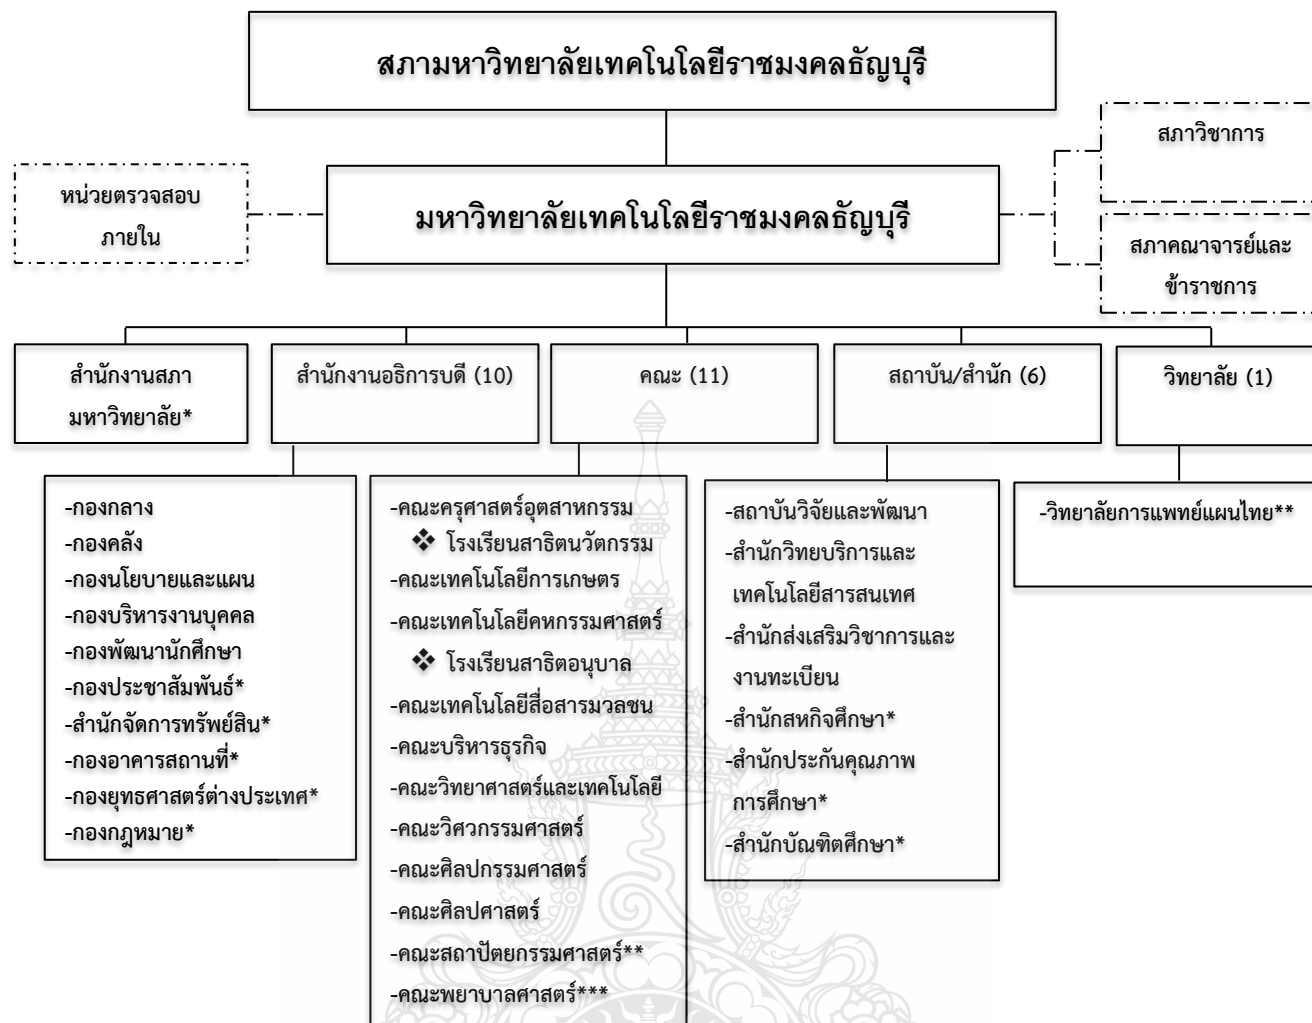 สภามหาวิทยาลัยเทคโนโลยีราชมงคลธัญบุรี
สภาวิชาการ
หน่วยตรวจสอบ
ภายใน
มหาวิทยาลัยเทคโนโลยีราชมงคลธัญบุรี
สภาคณาจารย์และ
ข้าราชการ
สำนักงานสภา
มหาวิทยาลัย*
สำนักงานอธิการบดี (10)
คณะ (11)
สถาบัน/สำนัก (6)
วิทยาลัย (1)
-กองกลาง
-กองคลัง
-กองนโยบายและแผน
-กองบริหารงานบุคคล
-กองพัฒนานักศึกษา
-กองประชาสัมพันธ์*
-สำนักจัดการทรัพย์สิน*
-กองอาคารสถานที่*
-กองยุทธศาสตร์ต่างประเทศ*
-กองกฎหมาย*
-คณะครุศาสตร์อุตสาหกรรม
❖ โรงเรียนสาธิตนวัตกรรม
-คณะเทคโนโลยีการเกษตร
-คณะเทคโนโลยีคหกรรมศาสตร์
❖ โรงเรียนสาธิตอนุบาล
-คณะเทคโนโลยีสื่อสารมวลชน
-คณะบริหารธุรกิจ
-คณะวิทยาศาสตร์และเทคโนโลยี
-คณะวิศวกรรมศาสตร์
-คณะศิลปกรรมศาสตร์
-คณะศิลปศาสตร์
-คณะสถาปัตยกรรมศาสตร์**
-คณะพยาบาลศาสตร์***
-สถาบันวิจัยและพัฒนา
-สำนักวิทยบริการและ
เทคโนโลยีสารสนเทศ
-สำนักส่งเสริมวิชาการและ
งานทะเบียน
-สำนักสหกิจศึกษา*
-สำนักประกันคุณภาพ
การศึกษา*
-สำนักบัณฑิตศึกษา*
-วิทยาลัยการแพทย์แผนไทย**